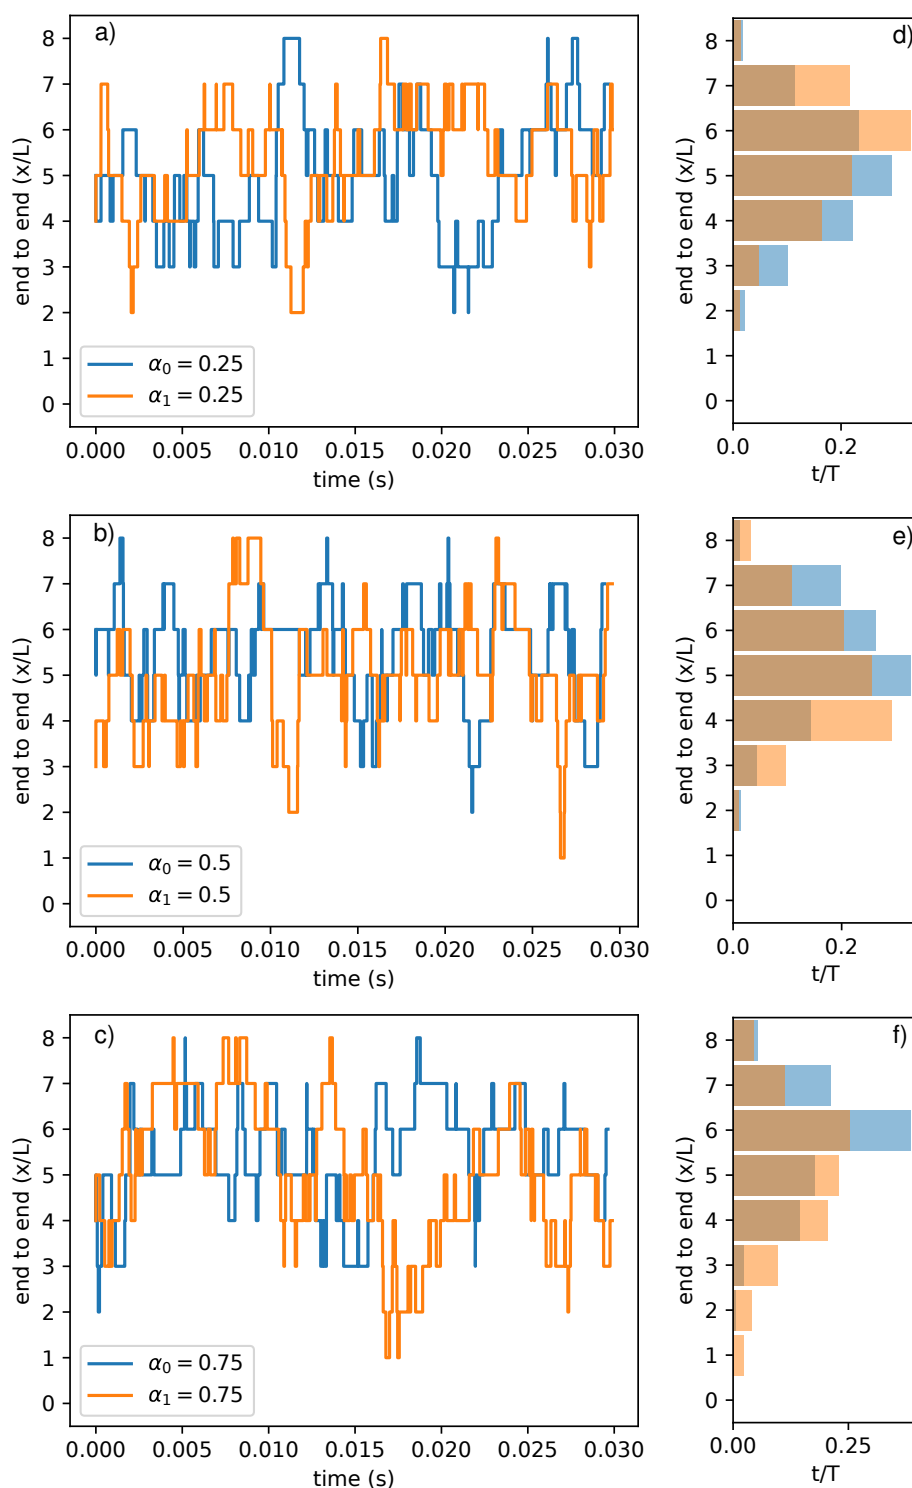 a)
end to end (x/L)
8
7
6
5
4
3
2
1
0
α₀ = 0.25
α₁ = 0.25
0.000 0.005 0.010 0.015 0.020 0.025 0.030
time (s)
d)
end to end (x/L)
8
7
6
5
4
3
2
1
0
0.0 0.2
t/T
b)
end to end (x/L)
8
7
6
5
4
3
2
1
0
α₀ = 0.5
α₁ = 0.5
0.000 0.005 0.010 0.015 0.020 0.025 0.030
time (s)
e)
end to end (x/L)
8
7
6
5
4
3
2
1
0
0.0 0.2
t/T
c)
end to end (x/L)
8
7
6
5
4
3
2
1
0
α₀ = 0.75
α₁ = 0.75
0.000 0.005 0.010 0.015 0.020 0.025 0.030
time (s)
f)
end to end (x/L)
8
7
6
5
4
3
2
1
0
0.00 0.25
t/T